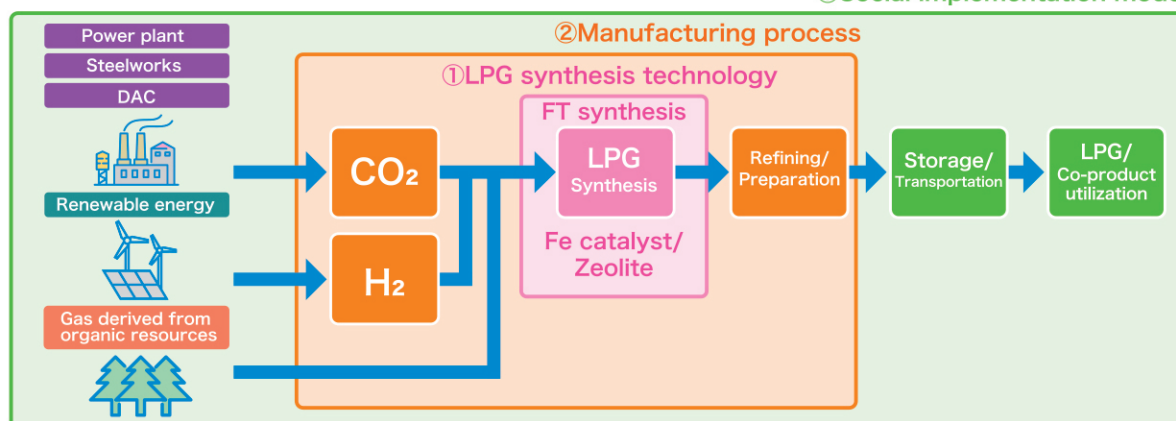 Power plant
Steelworks
DAC
Renewable energy
Gas derived from
organic resources
②Manufacturing process
①LPG synthesis technology
FT synthesis
CO₂
H₂
LPG
Synthesis
Fe catalyst/
Zeolite
Refining/
Preparation
Storage/
Transportation
LPG/
Co-product
utilization